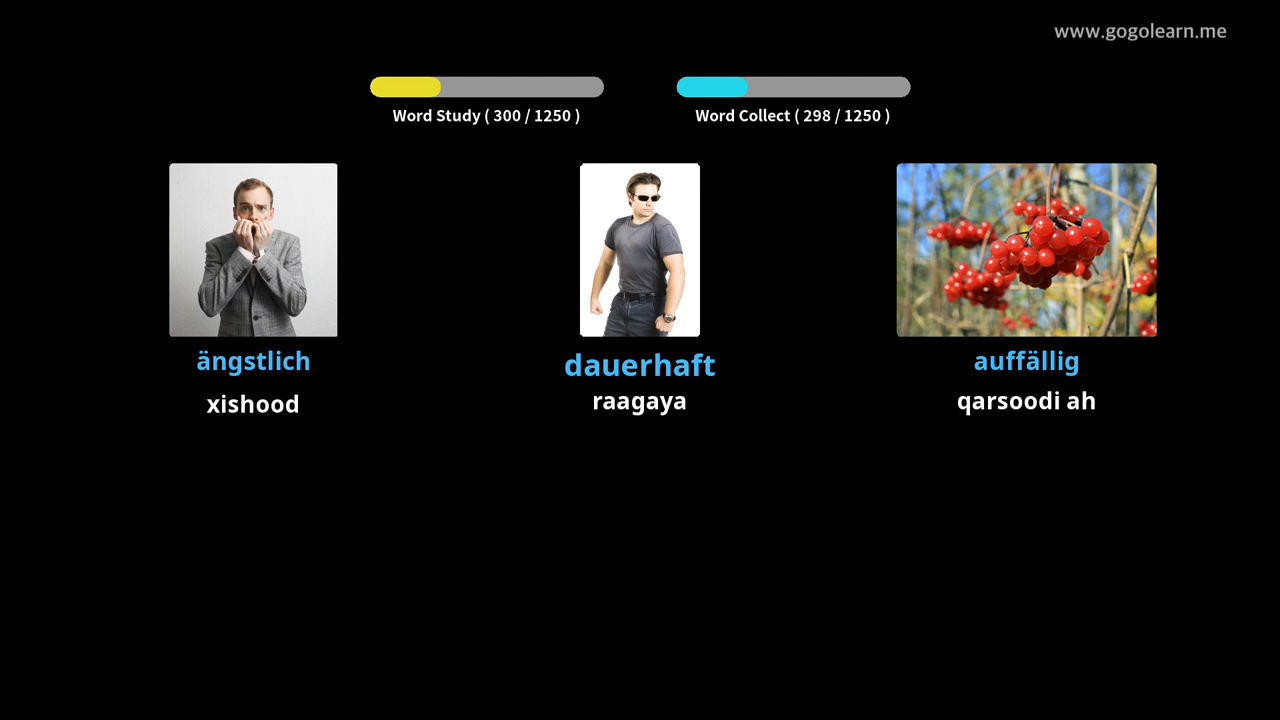 www.gogolearn.me
Word Study ( 300 / 1250 )
Word Collect ( 298 / 1250 )
ängstlich
dauerhaft
auffällig
xishood
raagaya
qarsoodi ah